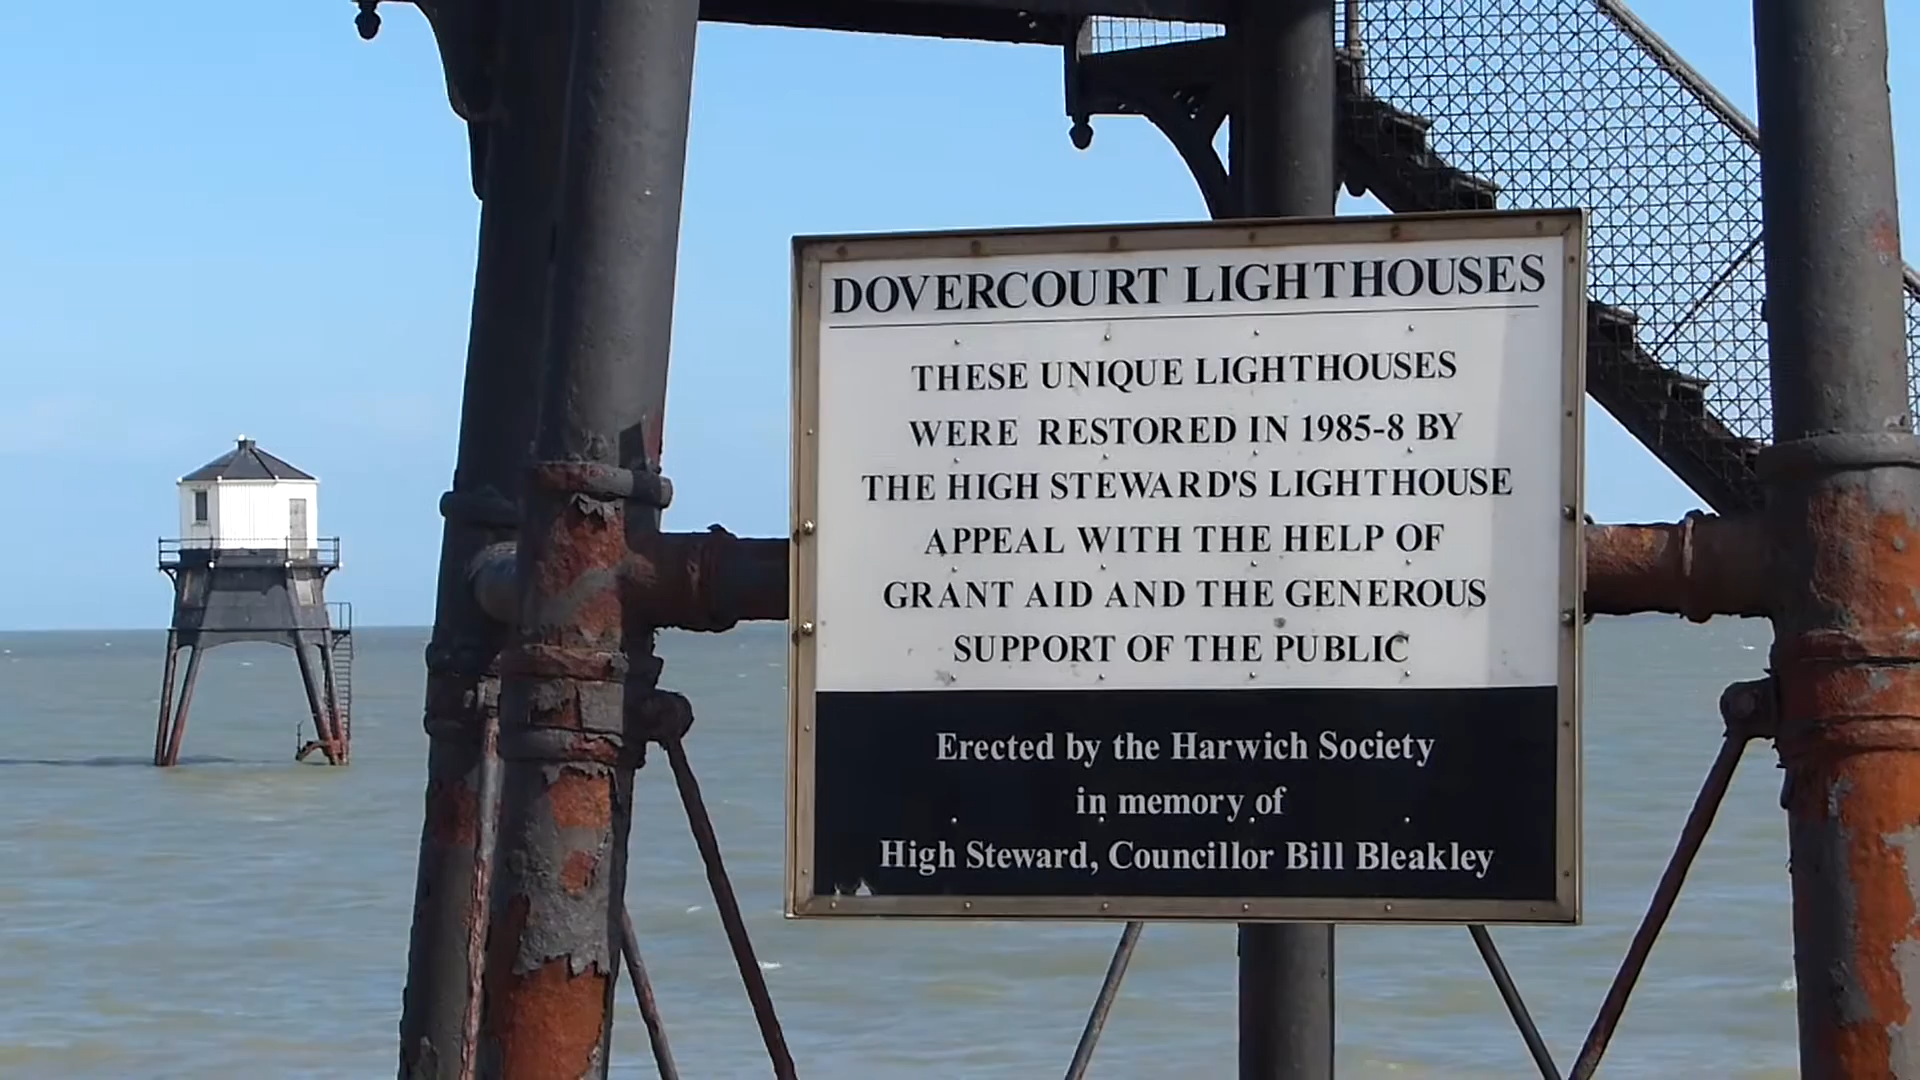 DOVERCOURT LIGHTHOUSES
THESE UNIQUE LIGHTHOUSES
WERE RESTORED IN 1985-8 BY
THE HIGH STEWARD'S LIGHTHOUSE
APPEAL WITH THE HELP OF
GRANT AID AND THE GENEROUS
SUPPORT OF THE PUBLIC
Erected by the Harwich Society
in memory of
High Steward, Councillor Bill Bleakley